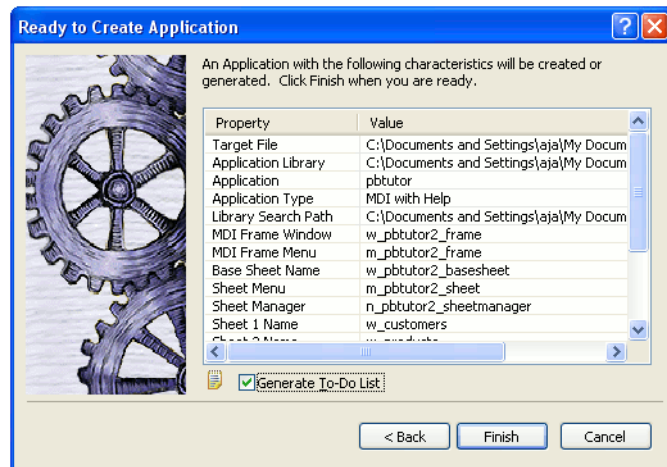 Ready to Create Application
An Application with the following characteristics will be created or
generated. Click Finish when you are ready.
Property Value
Target File C:\Documents and Settings\aja\My Docum
Application Library C:\Documents and Settings\aja\My Docum
Application pbtutor
Application Type MDI with Help
Library Search Path C:\Documents and Settings\aja\My Docum
MDI Frame Window w_pbtutor2_frame
MDI Frame Menu m_pbtutor2_frame
Base Sheet Name w_pbtutor2_basesheet
Sheet Menu m_pbtutor2_sheet
Sheet Manager n_pbtutor2_sheetmanager
Sheet 1 Name w_customers
Sheet 2 Name w_products
Generate To-Do List
< Back Finish Cancel